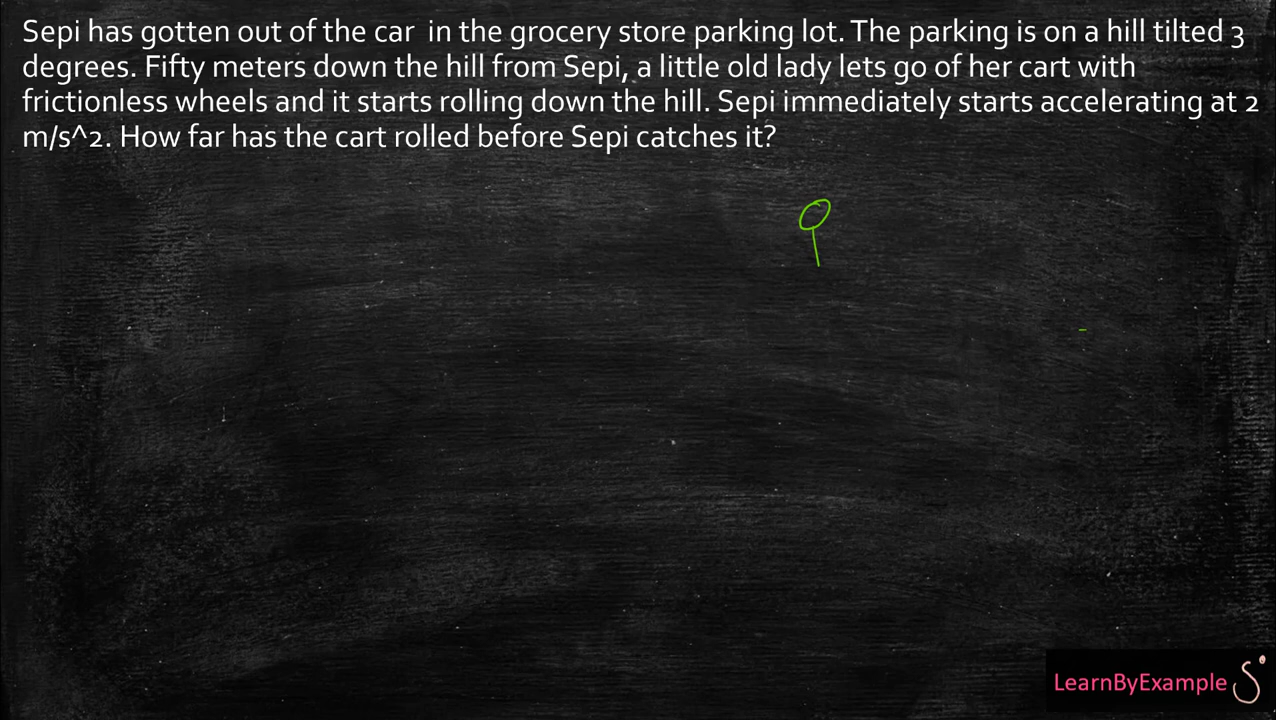 Sepi has gotten out of the car  in the grocery store parking lot. The parking is on a hill tilted 3
degrees. Fifty meters down the hill from Sepi, a little old lady lets go of her cart with
frictionless wheels and it starts rolling down the hill. Sepi immediately starts accelerating at 2
m/s^2. How far has the cart rolled before Sepi catches it?
LearnByExample